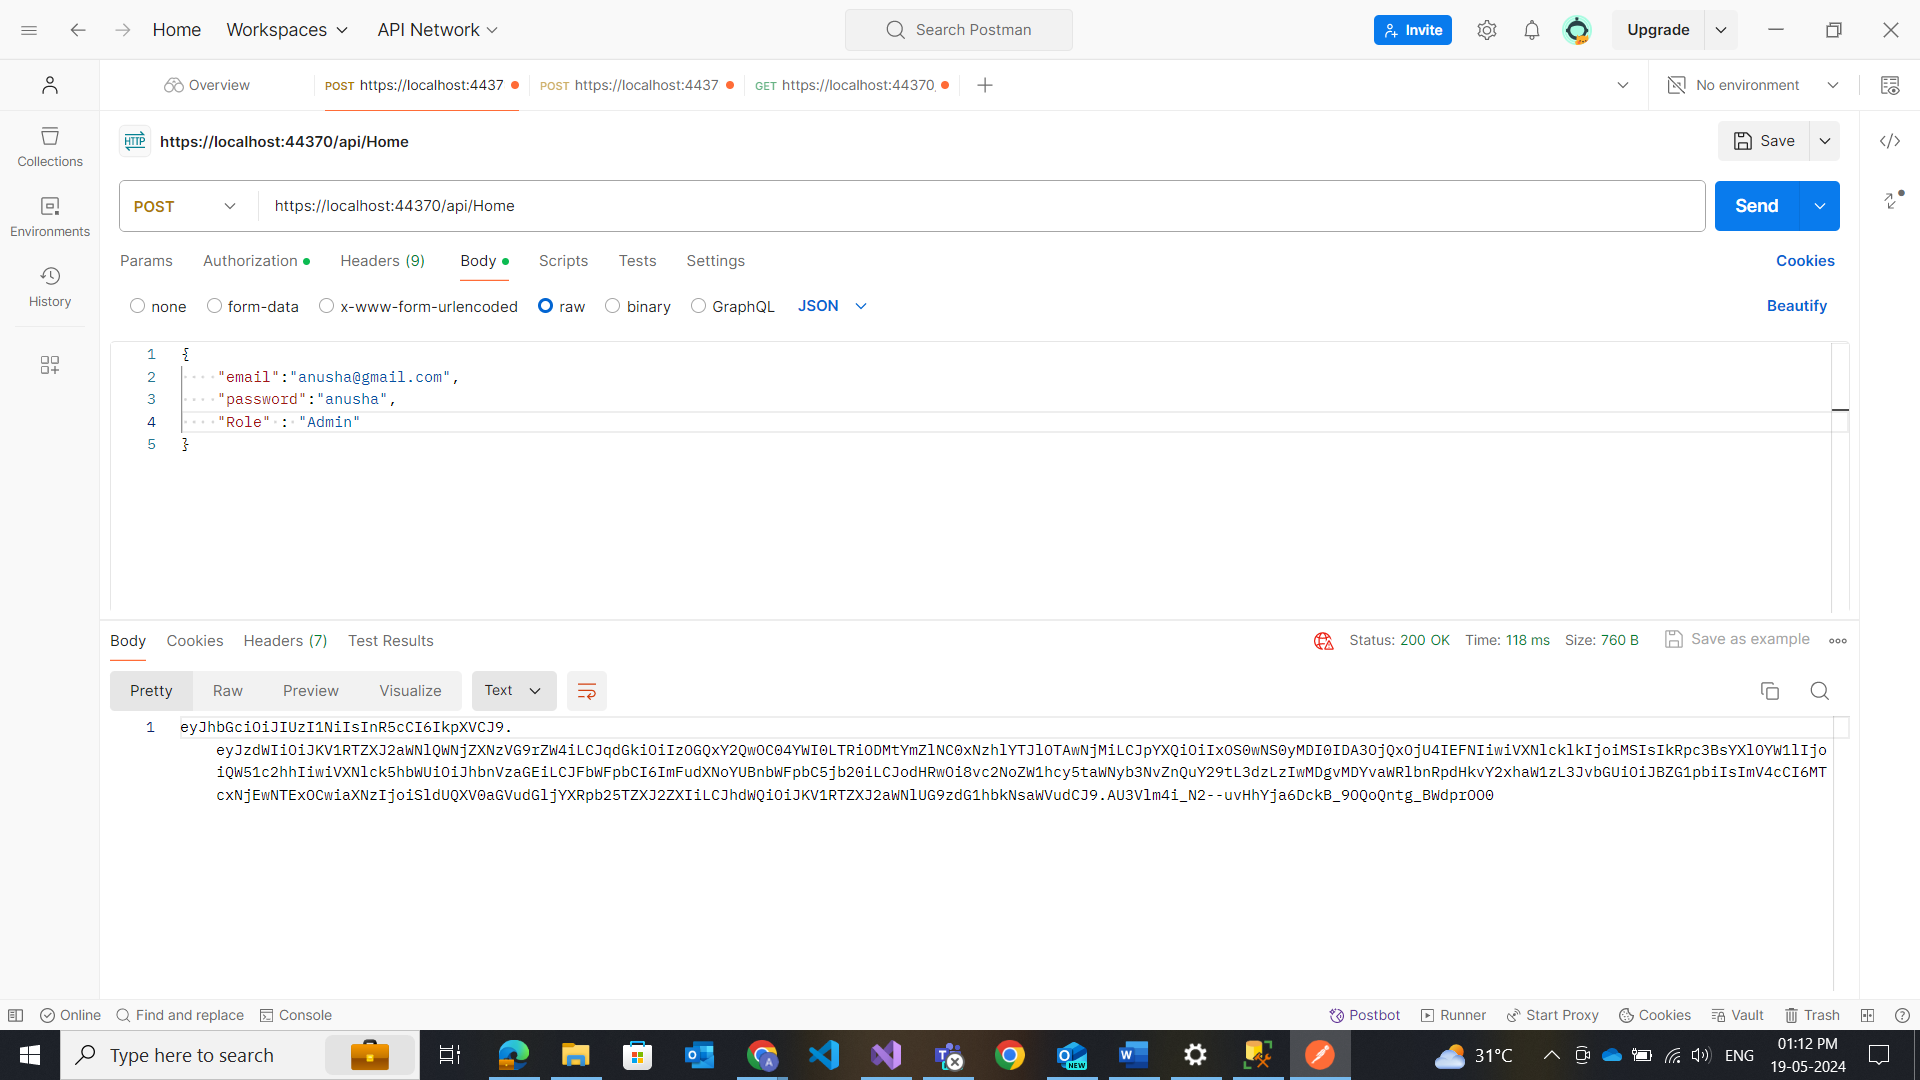 Home
Workspaces
API Network
Search Postman
Invite
Upgrade
Overview
POST https://localhost:4437
POST https://localhost:4437
GET https://localhost:44370
No environment
Collections
Environments
History
HTTP https://localhost:44370/api/Home
Save
POST
https://localhost:44370/api/Home
Send
Params
Authorization
Headers (9)
Body
Scripts
Tests
Settings
Cookies
none
form-data
x-www-form-urlencoded
raw
binary
GraphQL
JSON
Beautify
1 {
2 "email":"anusha@gmail.com",
3 "password":"anusha",
4 "Role" : "Admin"
5 }
Body
Cookies
Headers (7)
Test Results
Status: 200 OK
Time: 118 ms
Size: 760 B
Save as example
Pretty
Raw
Preview
Visualize
Text
1 eyJhbGciOiJIUzI1NiIsInR5cCI6IkpXVCJ9.
eyJzdWIiOiJKV1RTZXJ2aWNlQWNjZXNzVG9rZW4iLCJqdGkiOiIzOGQxY2QwOC04YWI0LTRiODMtYmZlNC0xNzhlYTJlOTAwNjMiLCJpYXQiOiIxOS0wNS0yMDI0IDA3OjQxOjU4IEFNIiwiVXNlcklkIjoiMSIsIkRpc3BsYXlOYW1lIjo
iQW51c2hhIiwiVXNlck5hbWUiOiJhbnVzaGEiLCJFbWFpbCI6ImFudXNoYUBnbWFpbC5jb20iLCJodHRwOi8vc2NoZW1hcy5taWNyb3NvZnQuY29tL3dzLzIwMDgvMDYvaWRlbnRpdHkvY2xhaW1zL3JvbGUiOiJBZG1pbiIsImV4cCI6MT
cxNjEwNTExOCwiaXNzIjoiSldUQXV0aGVudGljYXRpb25TZXJ2ZXIiLCJhdWQiOiJKV1RTZXJ2aWNlUG9zdG1hbkNsaWVudCJ9.AU3Vlm4i_N2--uvHhYja6DckB_9OQoQntg_BWdprOO0
Online
Find and replace
Console
Postbot
Runner
Start Proxy
Cookies
Vault
Trash
Type here to search
31°C
ENG
01:12 PM
19-05-2024